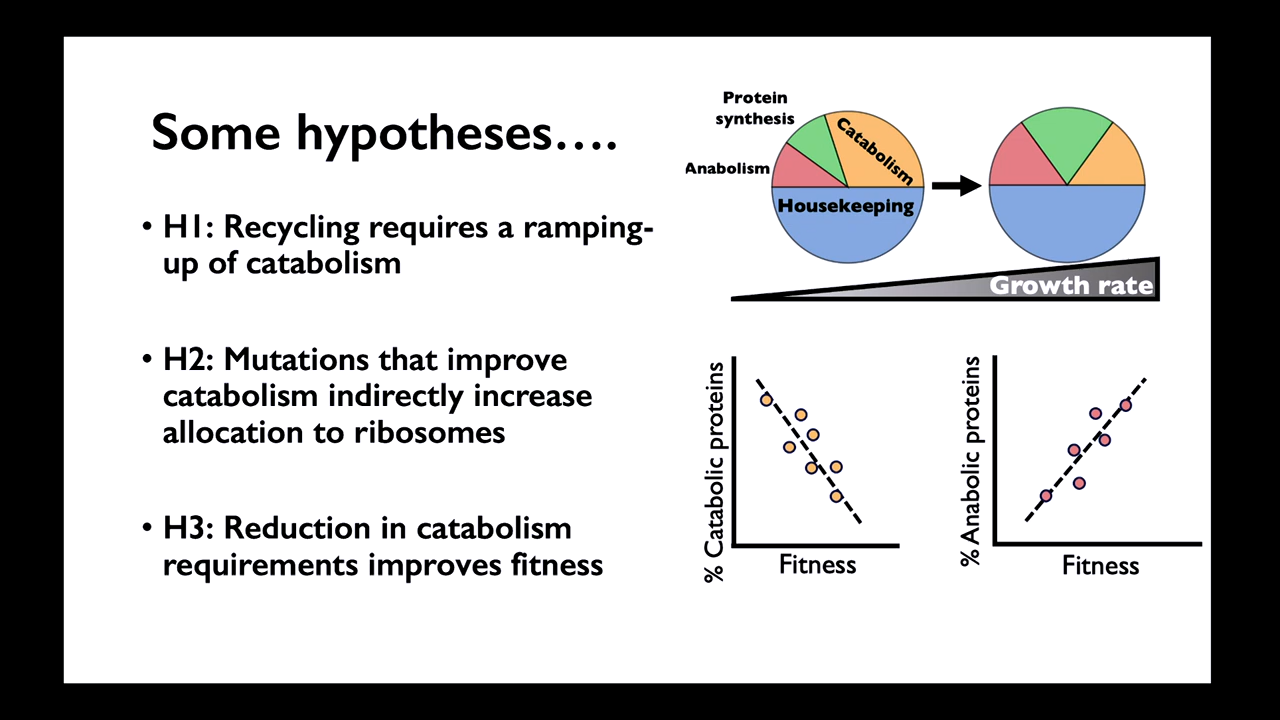 Some hypotheses….
• H1: Recycling requires a ramping-
up of catabolism
• H2: Mutations that improve
catabolism indirectly increase
allocation to ribosomes
• H3: Reduction in catabolism
requirements improves fitness
Protein
synthesis
Catabolism
Anabolism
Housekeeping
Growth rate
% Catabolic proteins
Fitness
% Anabolic proteins
Fitness